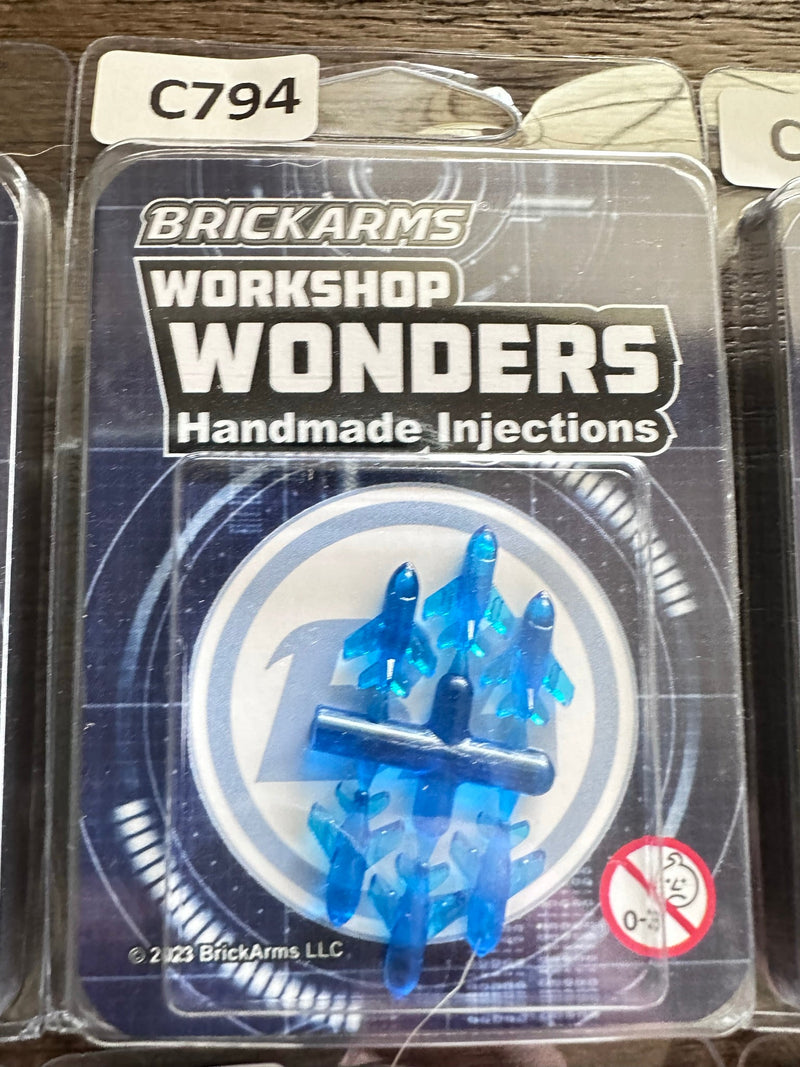 C794
BRICKARMS®
WORKSHOP
WONDERS
Handmade Injections
© 2023 BrickArms LLC
C